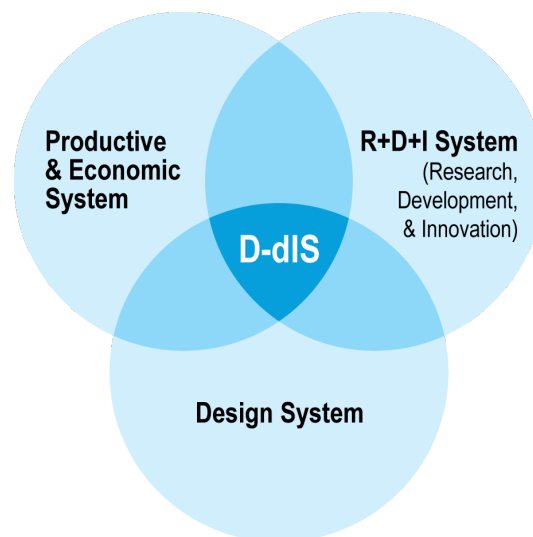 Productive
& Economic
System
R+D+I System
(Research,
Development,
& Innovation)
D-dIS
Design System